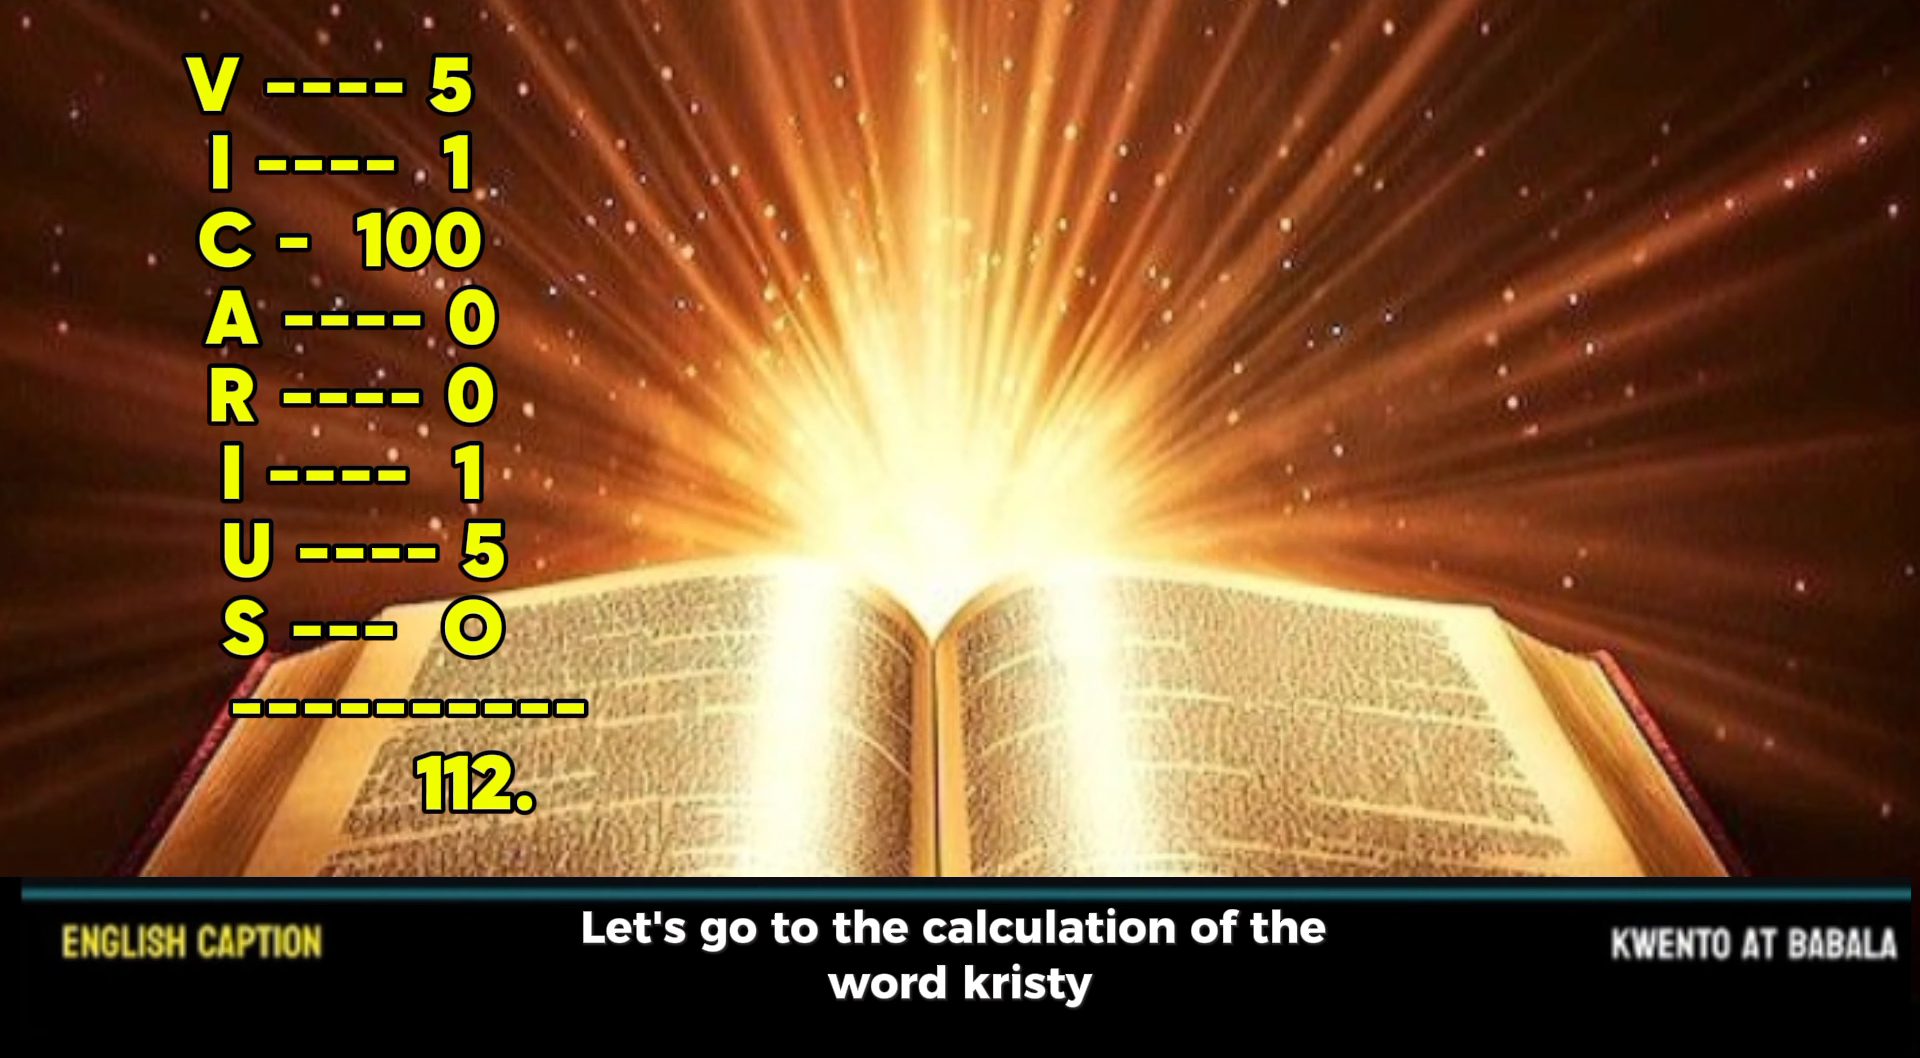 V ---- 5
I ---- 1
C - 100
A ---- 0
R ---- 0
I ---- 1
U ---- 5
S --- O
----------
112.
ENGLISH CAPTION
Let's go to the calculation of the
word kristy
KWENTO AT BABALA